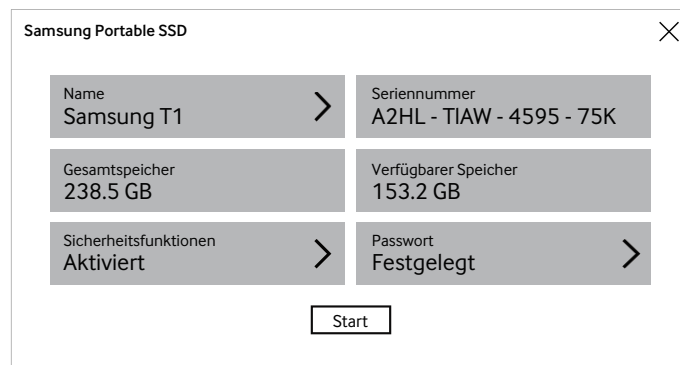 Samsung Portable SSD
Name
Samsung T1
Seriennummer
A2HL - TIAW - 4595 - 75K
Gesamtspeicher
238.5 GB
Verfügbarer Speicher
153.2 GB
Sicherheitsfunktionen
Aktiviert
Passwort
Festgelegt
Start